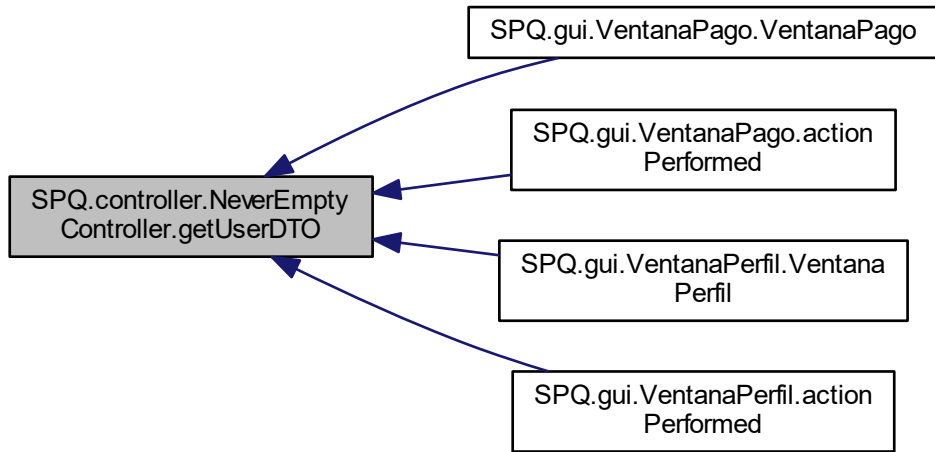 SPQ.gui.VentanaPago.VentanaPago
SPQ.gui.VentanaPago.action
Performed
SPQ.controller.NeverEmpty
Controller.getUserDTO
SPQ.gui.VentanaPerfil.Ventana
Perfil
SPQ.gui.VentanaPerfil.action
Performed